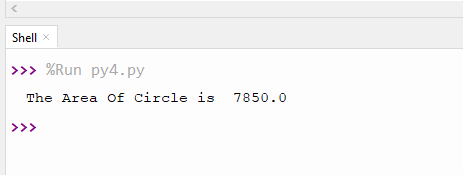 Shell
>>> %Run py4.py
The Area Of Circle is  7850.0
>>>